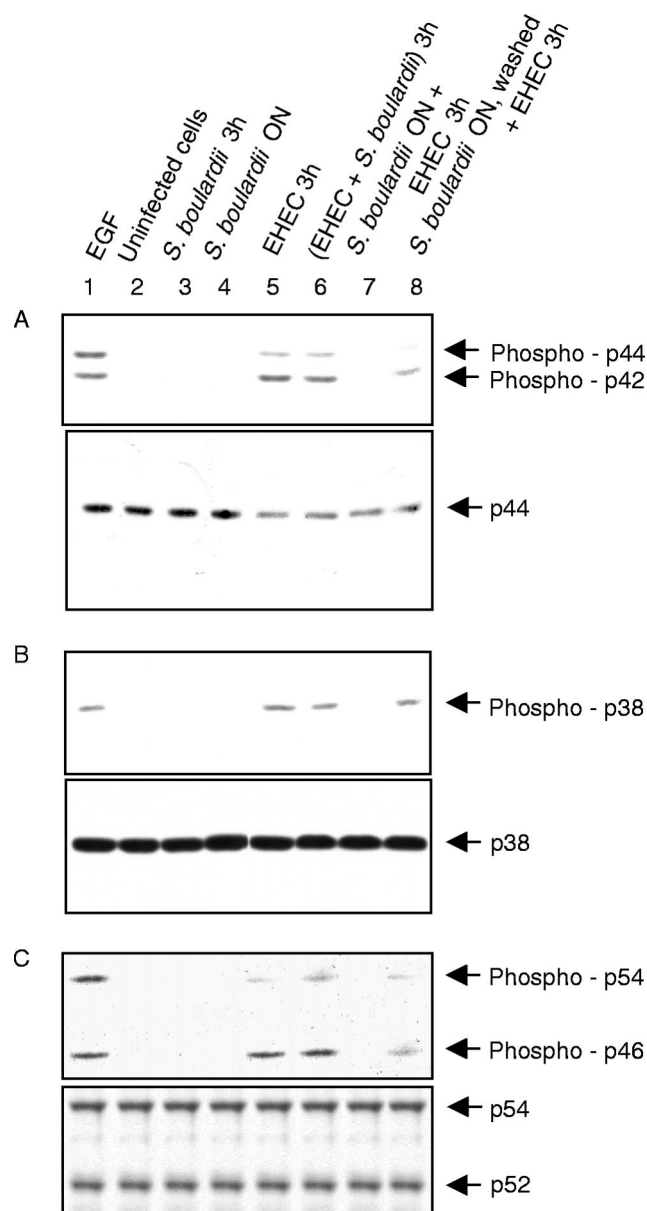 EGF
Uninfected cells
S. boulardii 3h
S. boulardii ON
EHEC 3h
(EHEC + S. boulardii) 3h
S. boulardii ON +
EHEC 3h
S. boulardii ON, washed
+ EHEC 3h
1 2 3 4 5 6 7 8
A
Phospho - p44
Phospho - p42
p44
B
Phospho - p38
p38
C
Phospho - p54
Phospho - p46
p54
p52